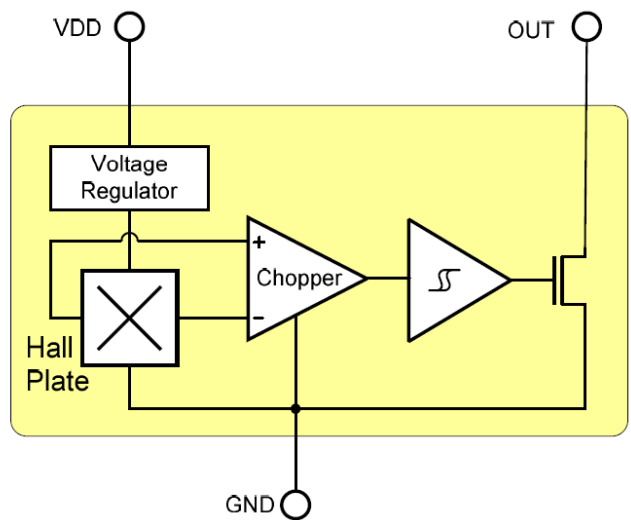 VDD
OUT
Voltage
Regulator
+
Chopper
−
Hall
Plate
GND